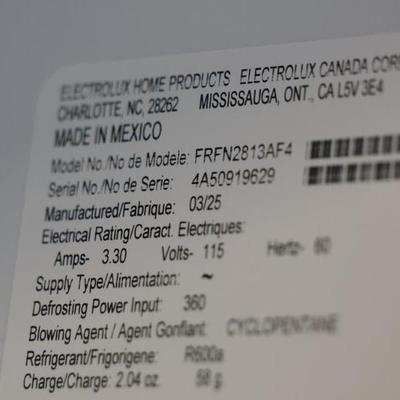 ELECTROLUX HOME PRODUCTS ELECTROLUX CANADA CORP
CHARLOTTE, NC, 28262 MISSISSAUGA, ONT., CA L5V 3E4
MADE IN MEXICO
Model No./No de Modele: FRFN2813AF4
Serial No./No de Serie: 4A50919629
Manufactured/Fabrique: 03/25
Electrical Rating/Caract. Electriques:
Amps- 3.30 Volts- 115 Hertz- 60
Supply Type/Alimentation: ~
Defrosting Power Input: 360
Blowing Agent / Agent Gonflant: CYCLOPENTANE
Refrigerant/Frigorigene: R600a
Charge/Charge: 2.04 oz. 58 g